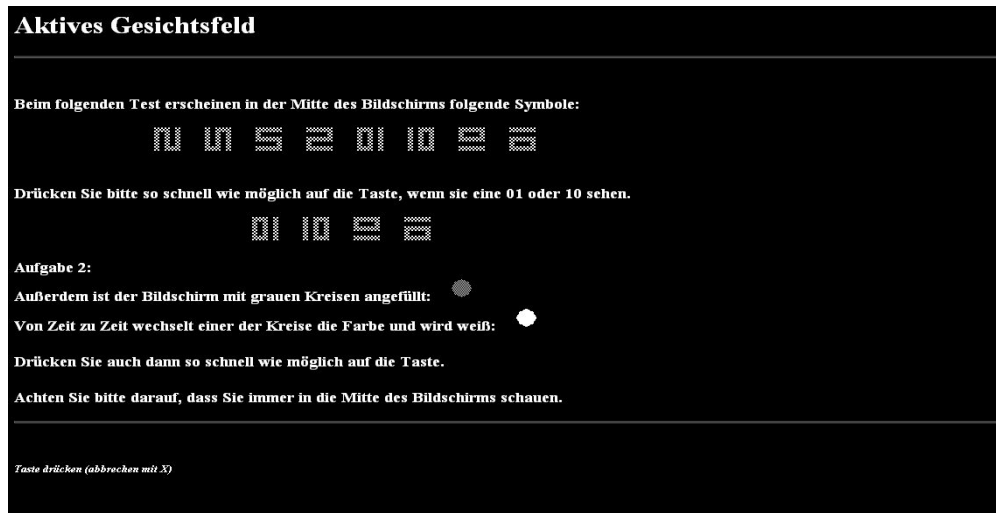 Aktives Gesichtsfeld
Beim folgenden Test erscheinen in der Mitte des Bildschirms folgende Symbole:
Drücken Sie bitte so schnell wie möglich auf die Taste, wenn sie eine 01 oder 10 sehen.
01 10
Aufgabe 2:
Außerdem ist der Bildschirm mit grauen Kreisen angefüllt:
Von Zeit zu Zeit wechselt einer der Kreise die Farbe und wird weiß:
Drücken Sie auch dann so schnell wie möglich auf die Taste.
Achten Sie bitte darauf, dass Sie immer in die Mitte des Bildschirms schauen.
Taste drücken (abbrechen mit X)